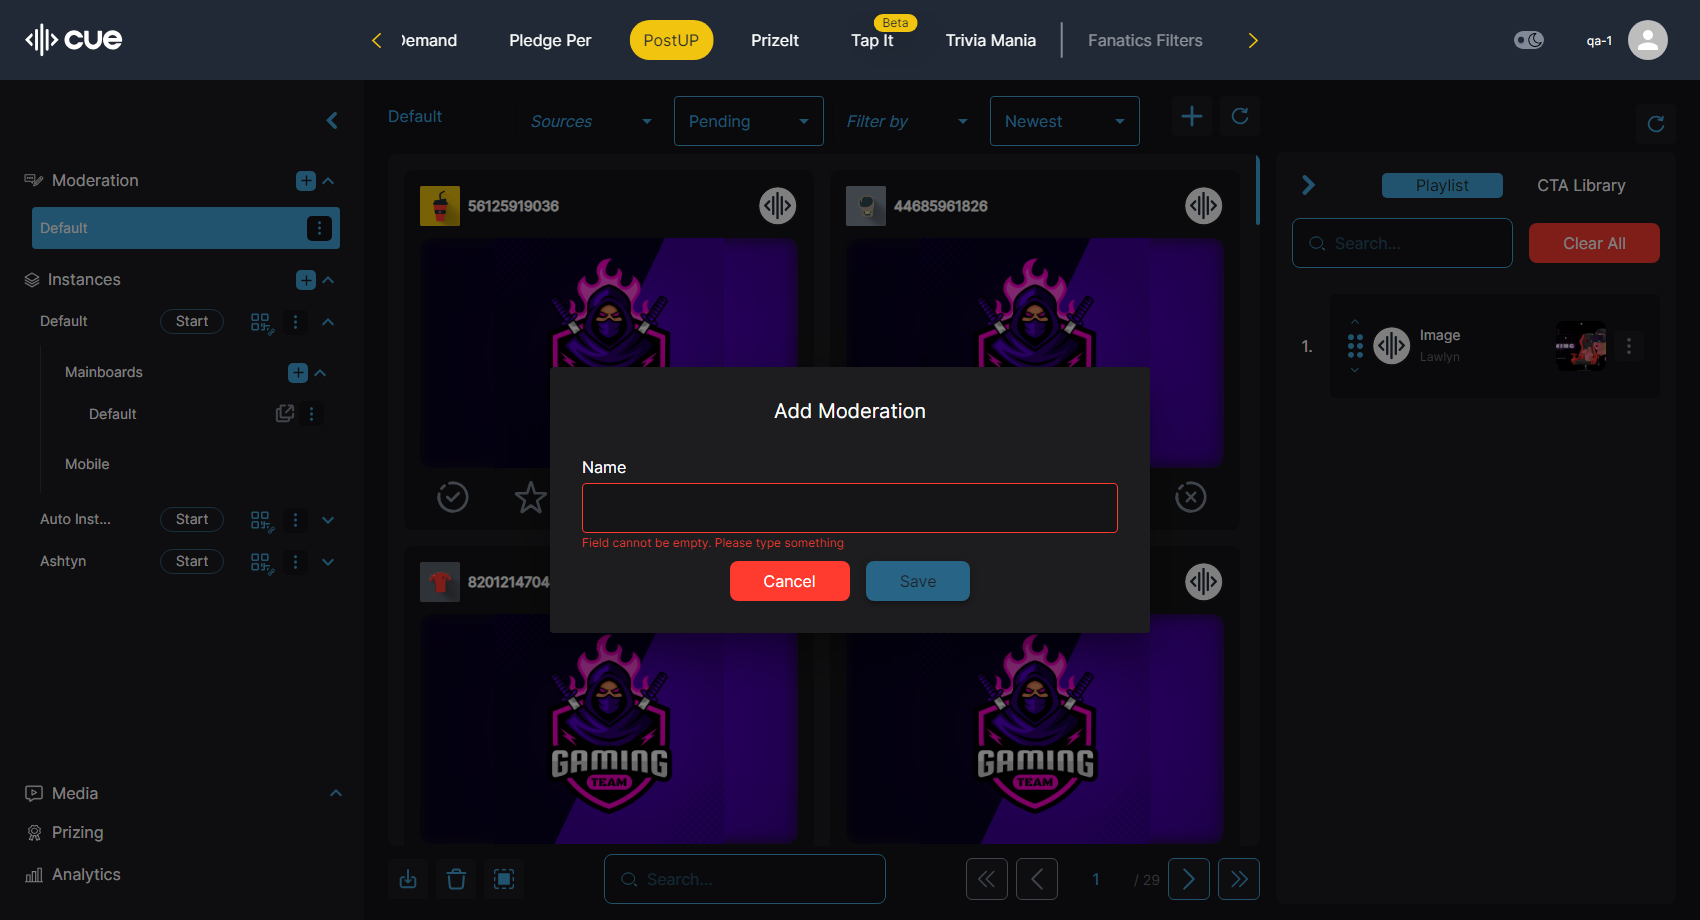 cue
Demand
Pledge Per
PostUP
PrizeIt
Beta
Tap It
Trivia Mania
Fanatics Filters
qa-1
Moderation
Default
Instances
Default
Start
Mainboards
Default
Mobile
Auto Inst...
Start
Ashtyn
Start
Media
Prizing
Analytics
Default
Sources
Pending
Filter by
Newest
56125919036
44685961826
8201214704
GAMING
TEAM
GAMING
TEAM
Add Moderation
Name
Field cannot be empty. Please type something
Cancel
Save
Search...
1
/ 29
Playlist
CTA Library
Search...
Clear All
1.
Image
Lawlyn